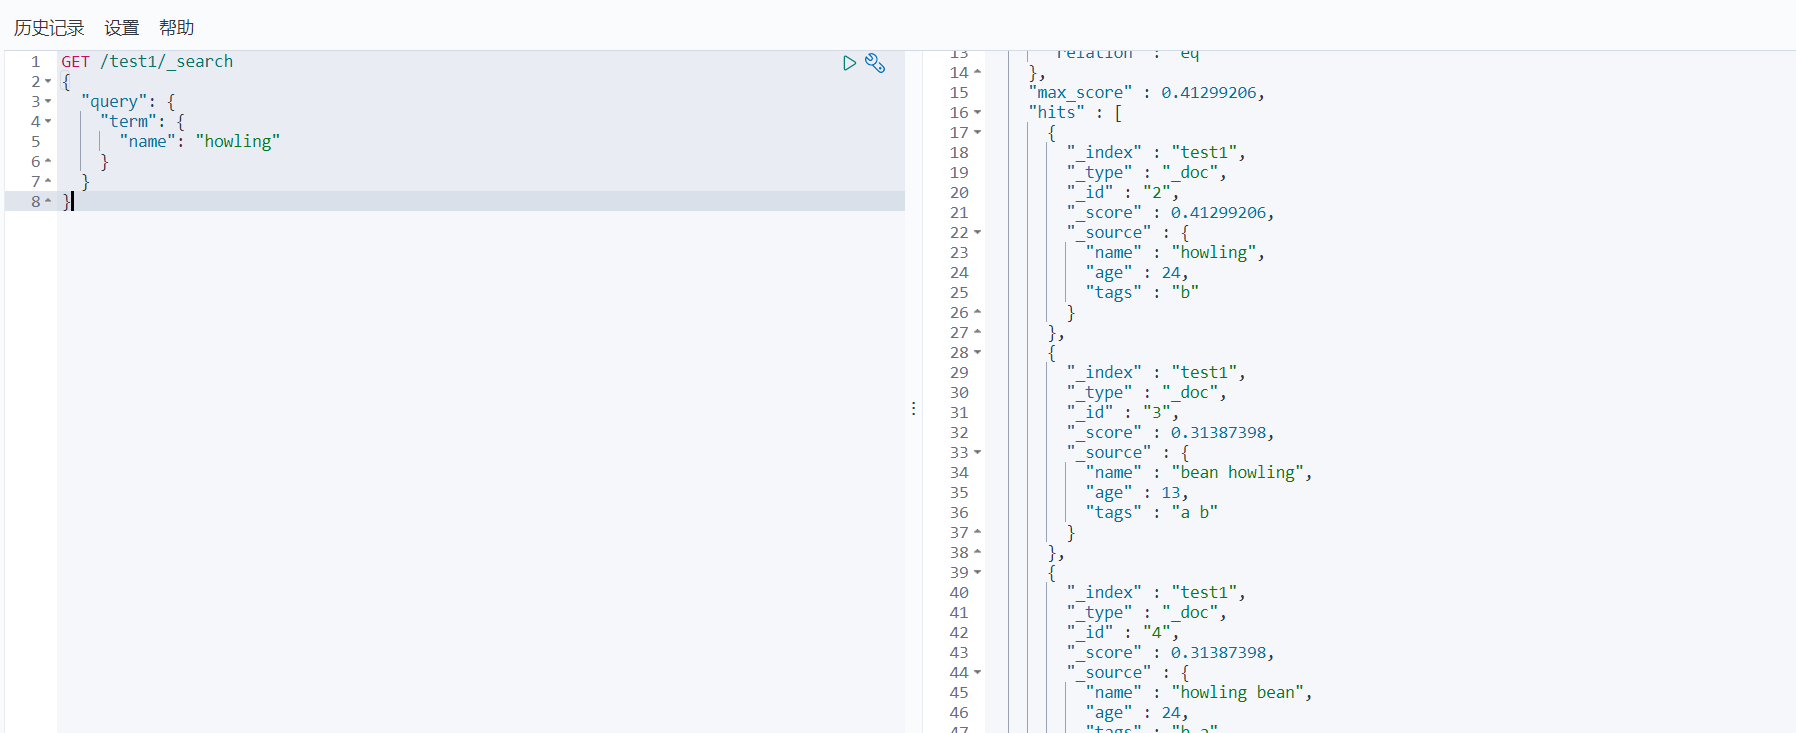 历史记录 设置 帮助
1 GET /test1/_search
2 {
3 "query": {
4 "term": {
5 "name": "howling"
6 }
7 }
8 }
13 "relation" : "eq"
14 },
15 "max_score" : 0.41299206,
16 "hits" : [
17 {
18 "_index" : "test1",
19 "_type" : "_doc",
20 "_id" : "2",
21 "_score" : 0.41299206,
22 "_source" : {
23 "name" : "howling",
24 "age" : 24,
25 "tags" : "b"
26 }
27 },
28 {
29 "_index" : "test1",
30 "_type" : "_doc",
31 "_id" : "3",
32 "_score" : 0.31387398,
33 "_source" : {
34 "name" : "bean howling",
35 "age" : 13,
36 "tags" : "a b"
37 }
38 },
39 {
40 "_index" : "test1",
41 "_type" : "_doc",
42 "_id" : "4",
43 "_score" : 0.31387398,
44 "_source" : {
45 "name" : "howling bean",
46 "age" : 24,
47 "tags" : "b a"